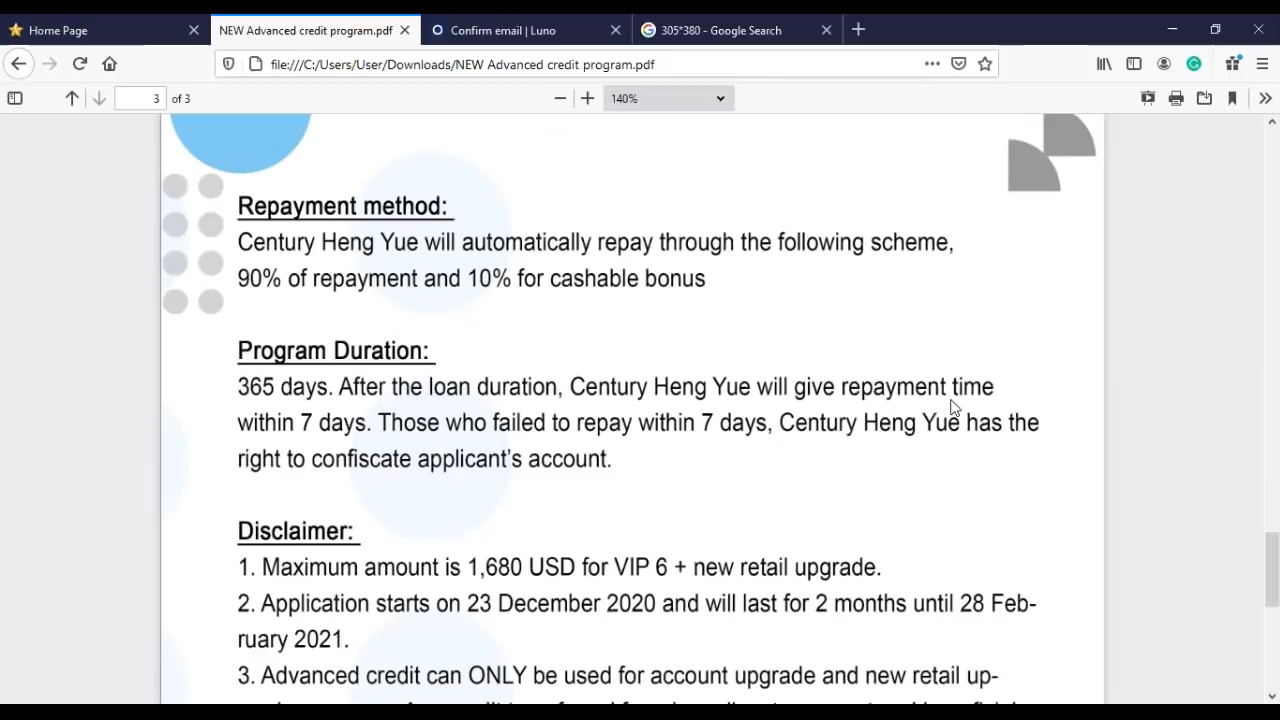 Home Page
NEW Advanced credit program.pdf
Confirm email | Luno
305*380 - Google Search
file:///C:/Users/User/Downloads/NEW Advanced credit program.pdf
3 of 3
140%
Repayment method:
Century Heng Yue will automatically repay through the following scheme,
90% of repayment and 10% for cashable bonus
Program Duration:
365 days. After the loan duration, Century Heng Yue will give repayment time
within 7 days. Those who failed to repay within 7 days, Century Heng Yue has the
right to confiscate applicant's account.
Disclaimer:
1. Maximum amount is 1,680 USD for VIP 6 + new retail upgrade.
2. Application starts on 23 December 2020 and will last for 2 months until 28 Feb-
ruary 2021.
3. Advanced credit can ONLY be used for account upgrade and new retail up-